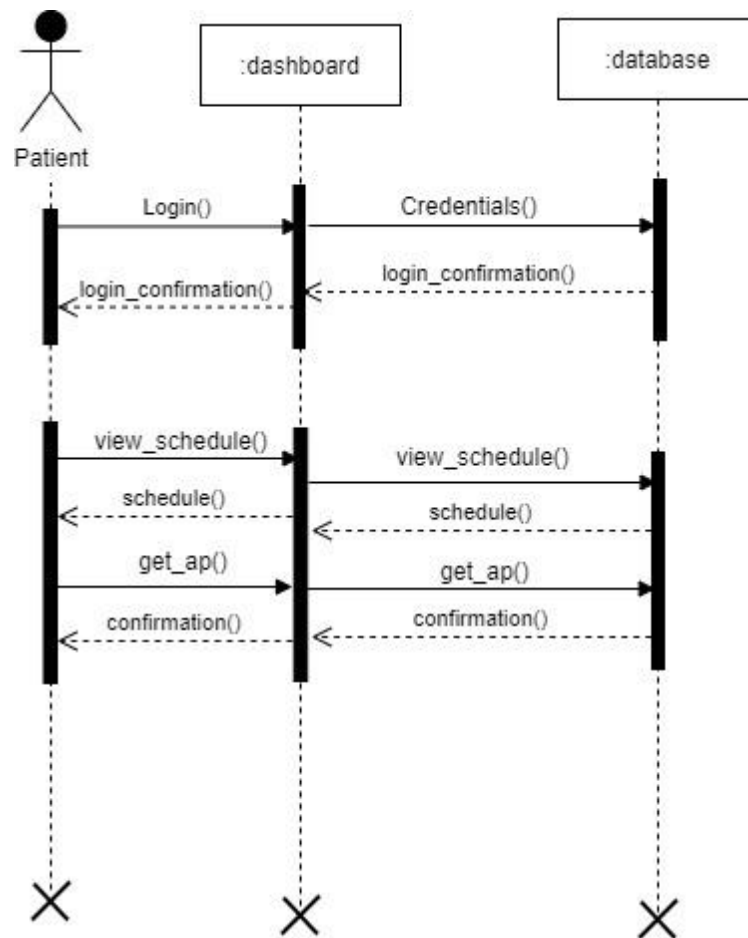 :dashboard
:database
Patient
Login()
Credentials()
login_confirmation()
login_confirmation()
view_schedule()
view_schedule()
schedule()
schedule()
get_ap()
get_ap()
confirmation()
confirmation()